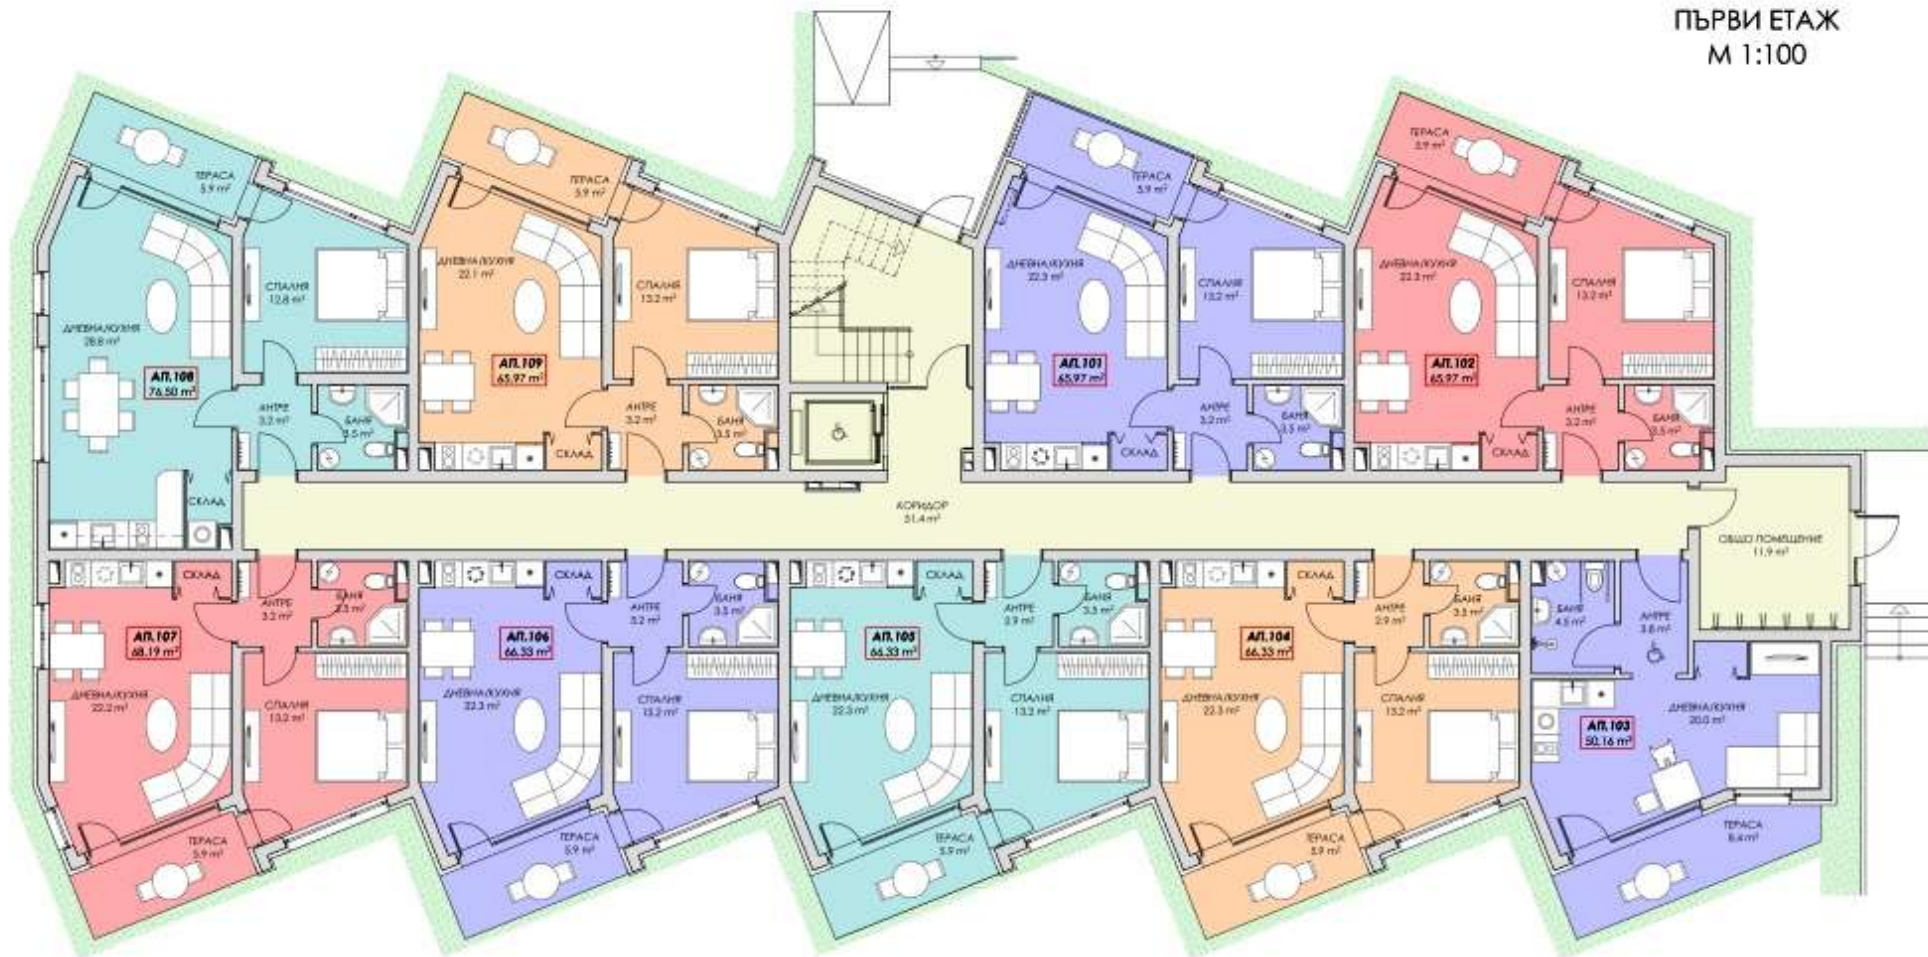 ПЪРВИ ЕТАЖ
М 1:100
ТЕРАСА
5.9 m²
СПАЛНЯ
12.8 m²
ДНЕВНА/КУХНЯ
28.8 m²
АП.108
76.50 m²
АНТРЕ
3.2 m²
БАНЯ
3.5 m²
СКЛАД
ТЕРАСА
5.9 m²
ДНЕВНА/КУХНЯ
22.1 m²
СПАЛНЯ
13.2 m²
АП.109
65.97 m²
АНТРЕ
3.2 m²
БАНЯ
3.5 m²
СКЛАД
ТЕРАСА
5.9 m²
ДНЕВНА/КУХНЯ
22.3 m²
СПАЛНЯ
13.2 m²
АП.101
65.97 m²
АНТРЕ
3.2 m²
БАНЯ
3.5 m²
СКЛАД
ТЕРАСА
5.9 m²
ДНЕВНА/КУХНЯ
22.3 m²
СПАЛНЯ
13.2 m²
АП.102
65.97 m²
АНТРЕ
3.2 m²
БАНЯ
3.5 m²
СКЛАД
КОРИДОР
51.4 m²
ОБЩО ПОМЕЩЕНИЕ
11.9 m²
СКЛАД
АНТРЕ
3.2 m²
БАНЯ
3.5 m²
АП.107
68.19 m²
ДНЕВНА/КУХНЯ
22.2 m²
СПАЛНЯ
13.2 m²
ТЕРАСА
5.9 m²
СКЛАД
АНТРЕ
3.2 m²
БАНЯ
3.5 m²
АП.106
66.33 m²
ДНЕВНА/КУХНЯ
22.3 m²
СПАЛНЯ
13.2 m²
ТЕРАСА
5.9 m²
СКЛАД
АНТРЕ
2.9 m²
БАНЯ
3.5 m²
АП.105
66.33 m²
ДНЕВНА/КУХНЯ
22.3 m²
СПАЛНЯ
13.2 m²
ТЕРАСА
5.9 m²
СКЛАД
АНТРЕ
2.9 m²
БАНЯ
3.5 m²
АП.104
66.33 m²
ДНЕВНА/КУХНЯ
22.3 m²
СПАЛНЯ
13.2 m²
ТЕРАСА
5.9 m²
БАНЯ
4.5 m²
АНТРЕ
3.8 m²
ДНЕВНА/КУХНЯ
20.0 m²
АП.103
50.16 m²
ТЕРАСА
8.4 m²